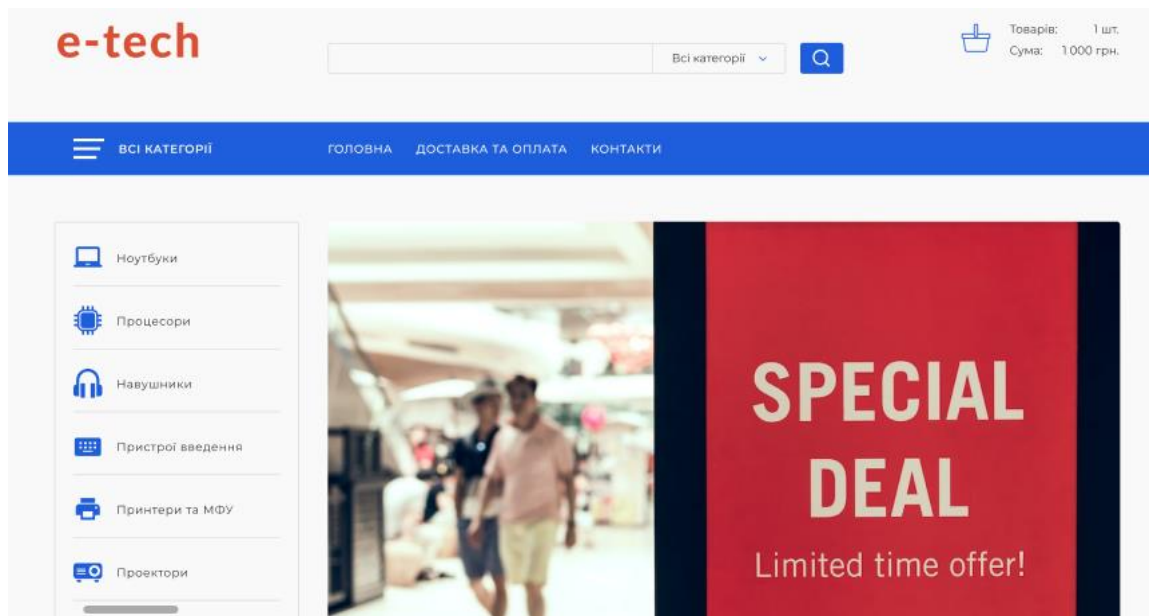 e-tech
Всі категорії
Товарів: 1 шт.
Сума: 1 000 грн.
ВСІ КАТЕГОРІЇ
ГОЛОВНА ДОСТАВКА ТА ОПЛАТА КОНТАКТИ
Ноутбуки
Процесори
Навушники
Пристрої введення
Принтери та МФУ
Проектори
SPECIAL
DEAL
Limited time offer!